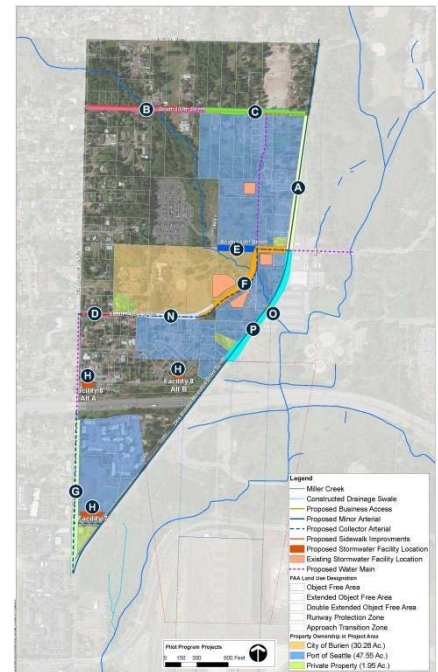 B
South 160th Street
C
A
E
F
D
N
O
P
H
Facility 8
Alt A
H
Facility 8
Alt B
G
H
Facility 7
Legend
Miller Creek
Constructed Drainage Swale
Proposed Business Access
Proposed Minor Arterial
Proposed Collector Arterial
Proposed Sidewalk Improvments
Proposed Stormwater Facility Location
Existing Stormwater Facility Location
Proposed Water Main
FAA Land Use Designation
Object Free Area
Extended Object Free Area
Double Extended Object Free Area
Runway Protection Zone
Approach Transition Zone
Property Ownership in Project Area
City of Burien (30.28 Ac.)
Port of Seattle (47.55 Ac.)
Private Property (1.95 Ac.)
Pilot Program Projects
0 150 300 600 Feet